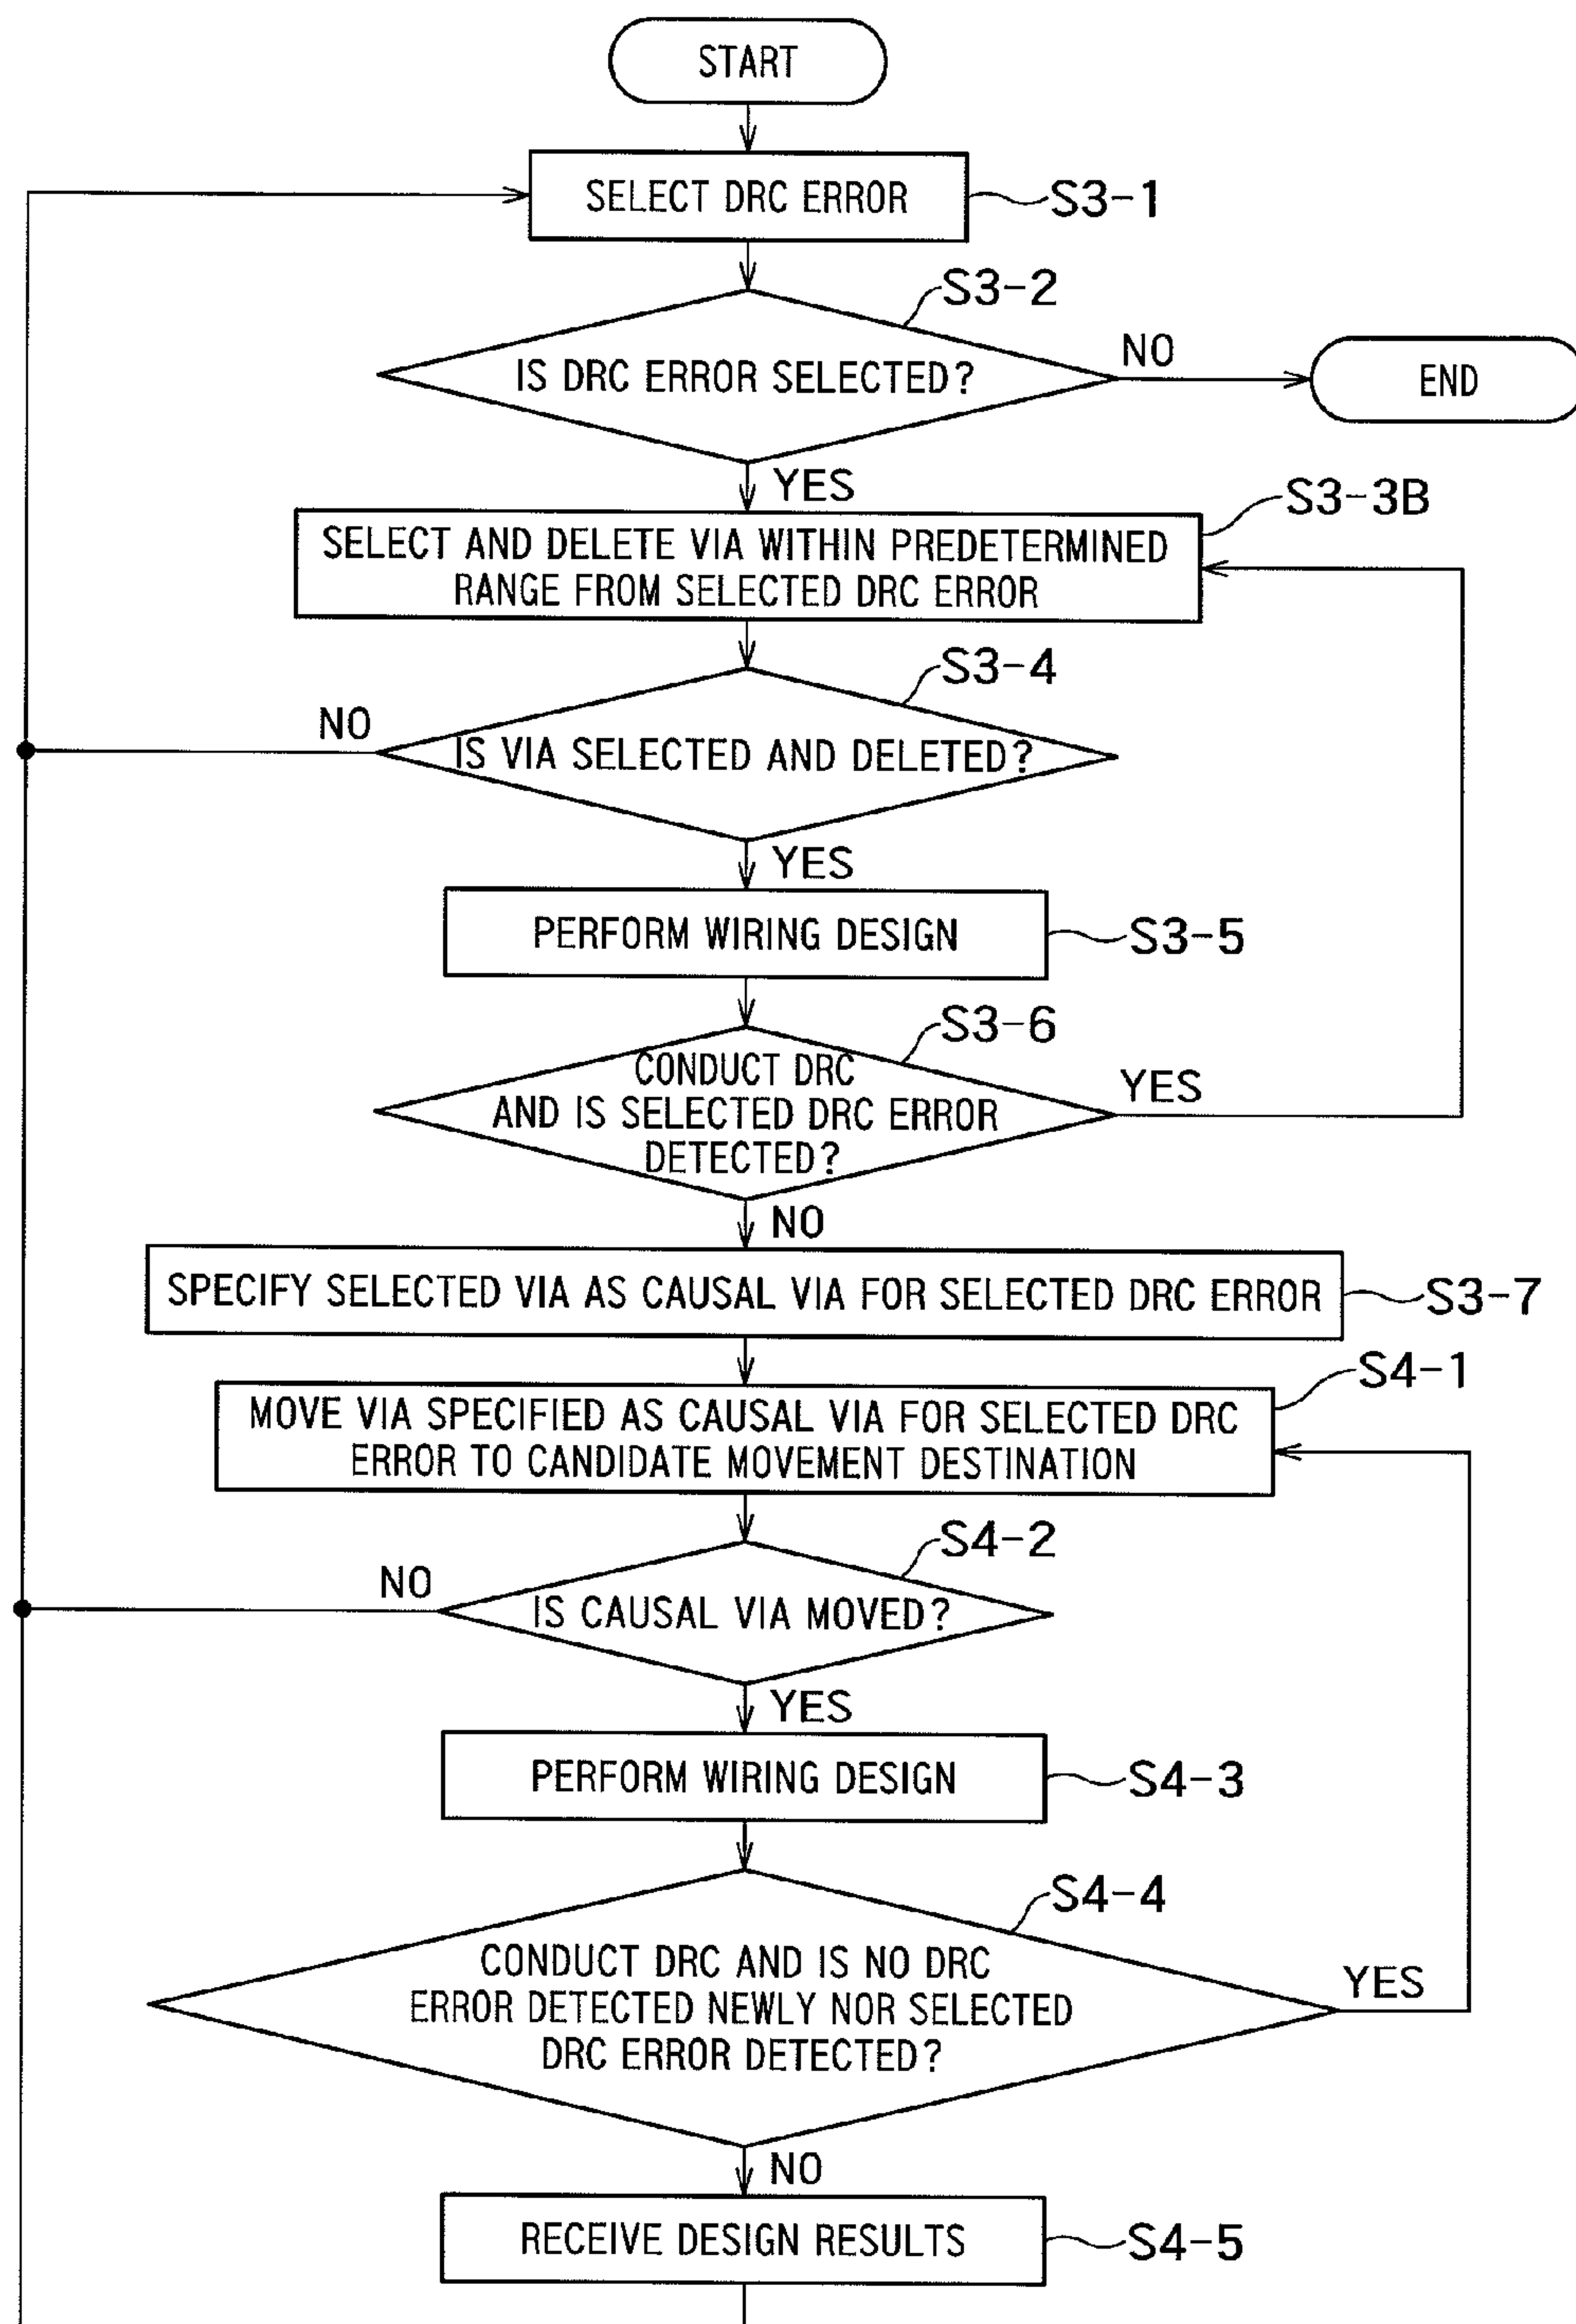 START
SELECT DRC ERROR
S3-1
S3-2
IS DRC ERROR SELECTED?
NO
END
YES
S3-3B
SELECT AND DELETE VIA WITHIN PREDETERMINED
RANGE FROM SELECTED DRC ERROR
S3-4
NO
IS VIA SELECTED AND DELETED?
YES
PERFORM WIRING DESIGN
S3-5
S3-6
CONDUCT DRC
AND IS SELECTED DRC ERROR
DETECTED?
YES
NO
SPECIFY SELECTED VIA AS CAUSAL VIA FOR SELECTED DRC ERROR
S3-7
S4-1
MOVE VIA SPECIFIED AS CAUSAL VIA FOR SELECTED DRC
ERROR TO CANDIDATE MOVEMENT DESTINATION
S4-2
NO
IS CAUSAL VIA MOVED?
YES
PERFORM WIRING DESIGN
S4-3
S4-4
CONDUCT DRC AND IS NO DRC
ERROR DETECTED NEWLY NOR SELECTED
DRC ERROR DETECTED?
YES
NO
RECEIVE DESIGN RESULTS
S4-5